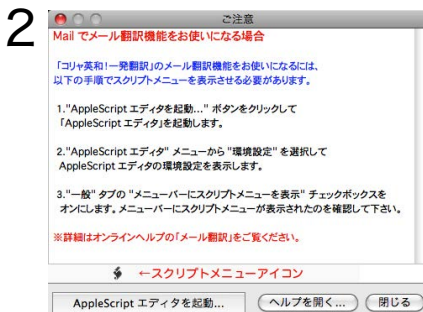 2
ご注意
Mail でメール翻訳機能をお使いになる場合
「コリャ英和!一発翻訳」のメール翻訳機能をお使いになるには、
以下の手順でスクリプトメニューを表示させる必要があります。
1."AppleScript エディタを起動..." ボタンをクリックして
「AppleScript エディタ」を起動します。
2."AppleScript エディタ" メニューから "環境設定" を選択して
AppleScript エディタの環境設定を表示します。
3."一般" タブの "メニューバーにスクリプトメニューを表示" チェックボックスを
オンにします。メニューバーにスクリプトメニューが表示されたのを確認して下さい。
※詳細はオンラインヘルプの「メール翻訳」をご覧ください。
←スクリプトメニューアイコン
AppleScript エディタを起動... ヘルプを開く... 閉じる